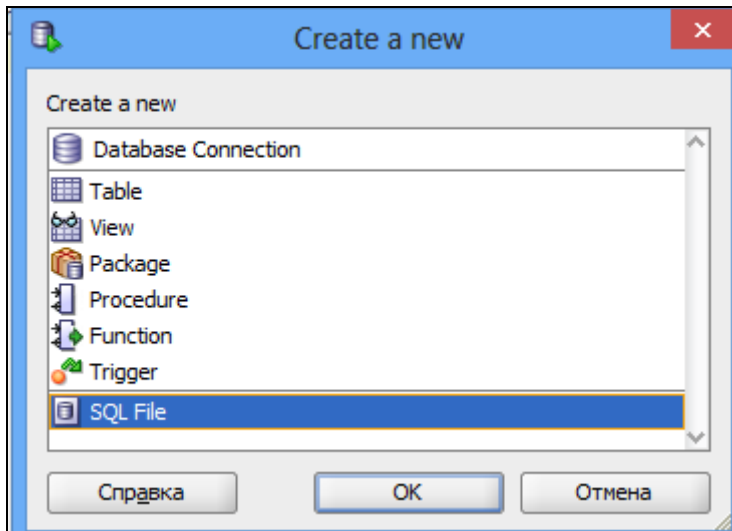 Create a new
Create a new
Database Connection
Table
View
Package
Procedure
Function
Trigger
SQL File
Справка OK Отмена